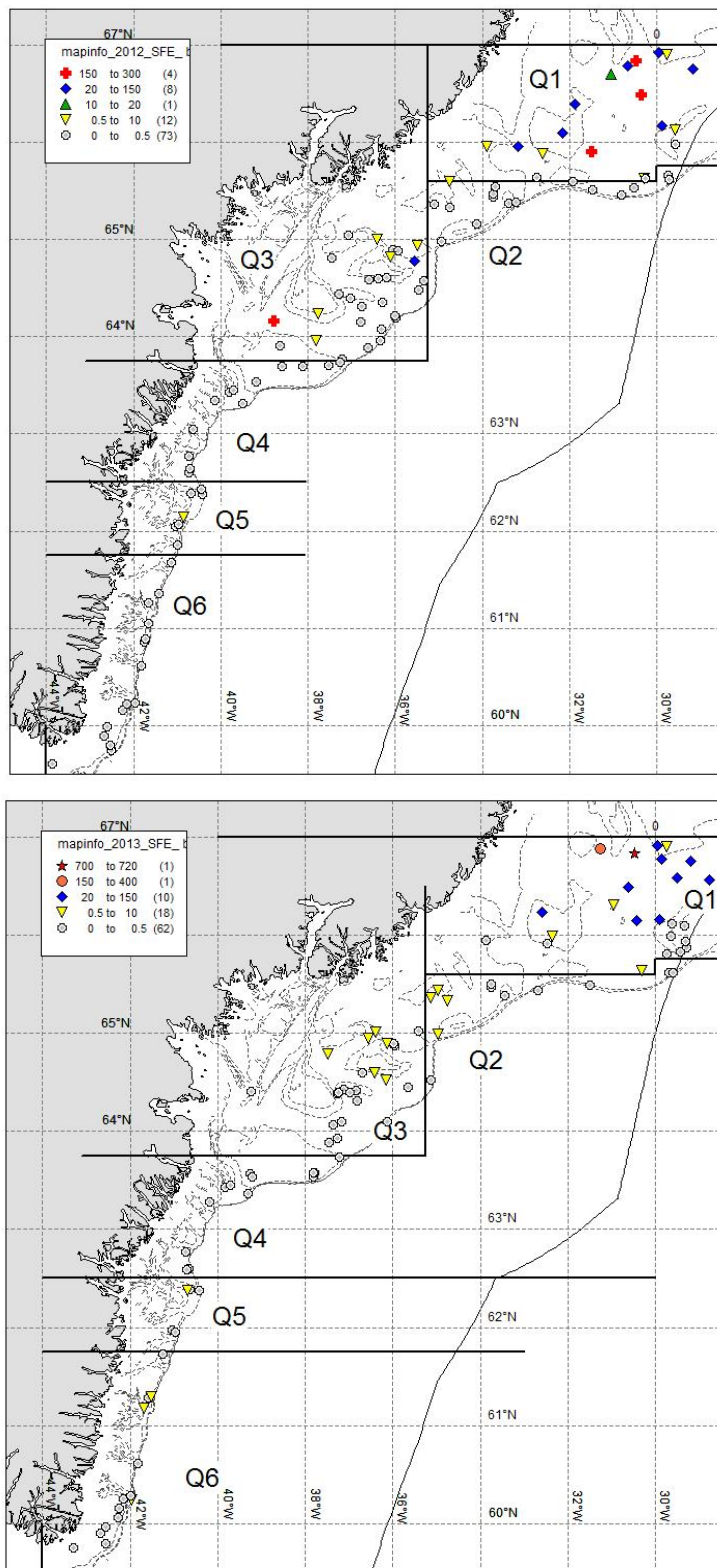 67°N
0
mapinfo_2012_SFE_ b
150 to 300 (4)
20 to 150 (8)
10 to 20 (1)
0.5 to 10 (12)
0 to 0.5 (73)
Q1
65°N
Q3
Q2
64°N
63°N
Q4
Q5
62°N
Q6
61°N
44°W
42°W
40°W
38°W
36°W
32°W
30°W
60°N
67°N
0
mapinfo_2013_SFE_ b
700 to 720 (1)
150 to 400 (1)
20 to 150 (10)
0.5 to 10 (18)
0 to 0.5 (62)
Q1
65°N
Q2
64°N
Q3
63°N
Q4
Q5
62°N
61°N
Q6
44°W
42°W
40°W
38°W
36°W
32°W
30°W
60°N